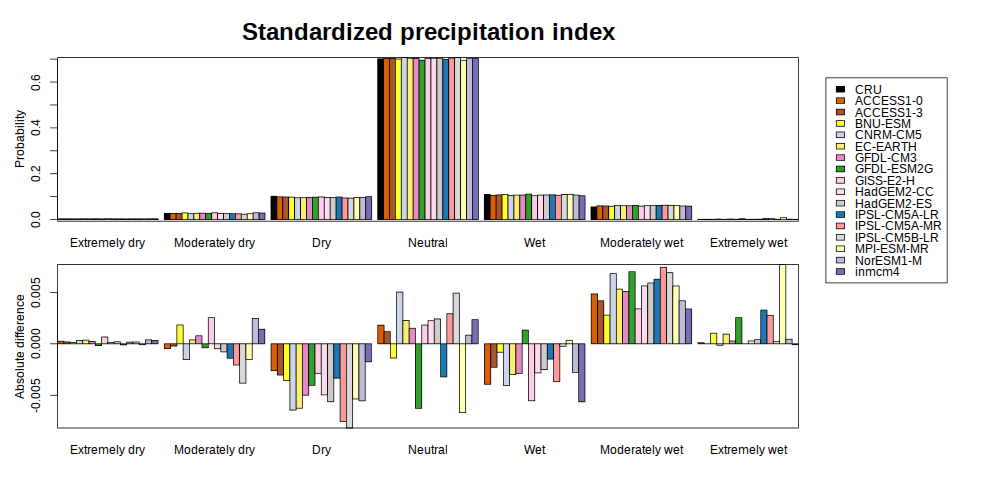 Standardized precipitation index
Probability
0.6
0.4
0.2
0.0
Extremely dry
Moderately dry
Dry
Neutral
Wet
Moderately wet
Extremely wet
CRU
ACCESS1-0
ACCESS1-3
BNU-ESM
CNRM-CM5
EC-EARTH
GFDL-CM3
GFDL-ESM2G
GISS-E2-H
HadGEM2-CC
HadGEM2-ES
IPSL-CM5A-LR
IPSL-CM5A-MR
IPSL-CM5B-LR
MPI-ESM-MR
NorESM1-M
inmcm4
Absolute difference
0.005
0.000
-0.005
Extremely dry
Moderately dry
Dry
Neutral
Wet
Moderately wet
Extremely wet